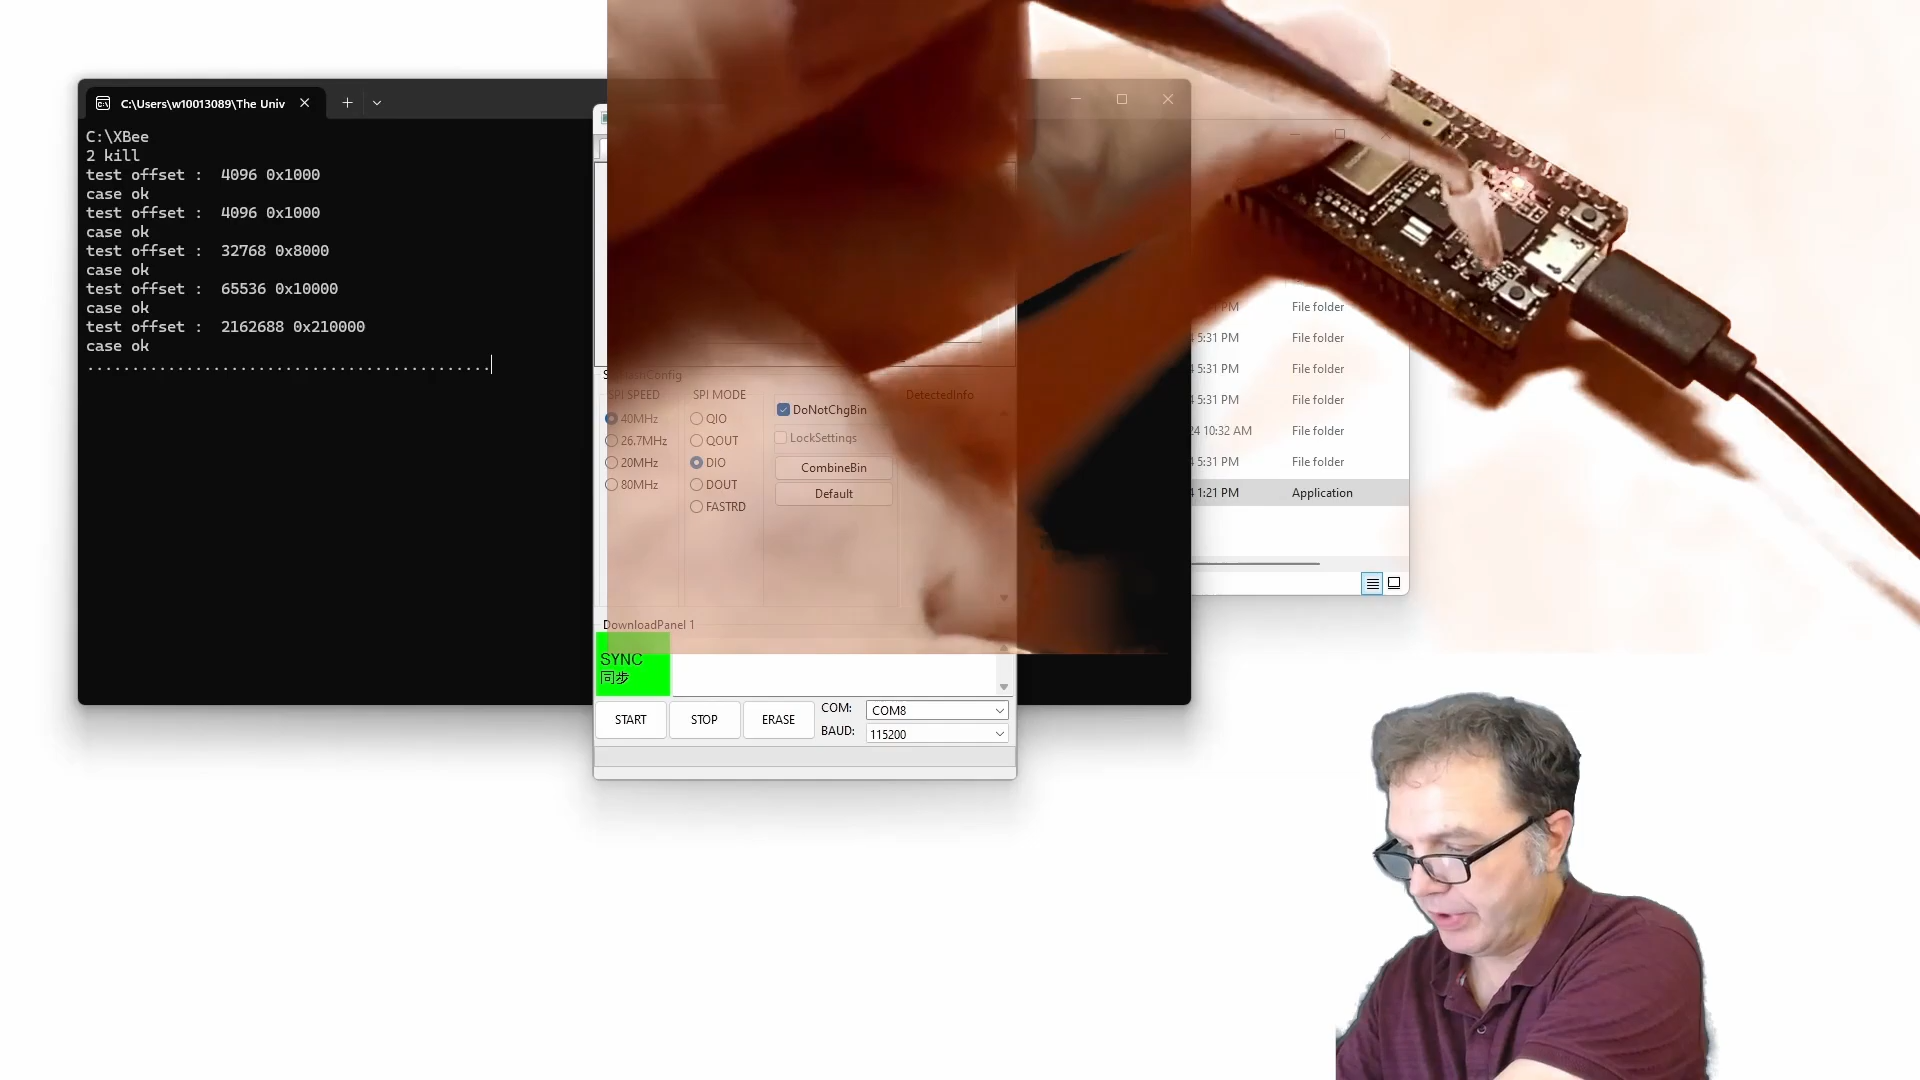 C:\Users\w10013089\The Univ
C:\XBee
2 kill
test offset :  4096 0x1000
case ok
test offset :  4096 0x1000
case ok
test offset :  32768 0x8000
case ok
test offset :  65536 0x10000
case ok
test offset :  2162688 0x210000
case ok
.............................................
SPI SPEED
40MHz
26.7MHz
20MHz
80MHz
SPI MODE
QIO
QOUT
DIO
DOUT
FASTRD
DoNotChgBin
LockSettings
CombineBin
Default
DetectedInfo
DownloadPanel 1
SYNC
同步
START
STOP
ERASE
COM:
COM8
BAUD:
115200
PM File folder
5:31 PM File folder
5:31 PM File folder
5:31 PM File folder
24 10:32 AM File folder
5:31 PM File folder
1:21 PM Application